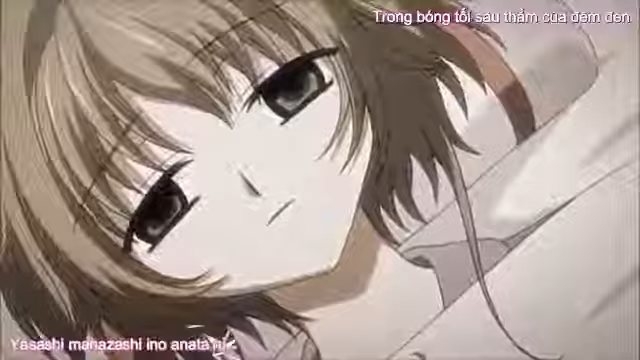 Trong bóng tối sâu thẳm của đêm đen
Yasashi manazashi ino anata ni